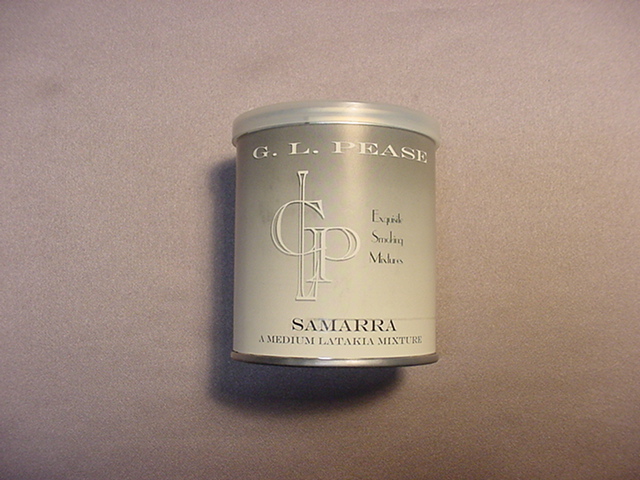 G. L. PEASE
GLP
Exquisite
Smoking
Mixtures
SAMARRA
A MEDIUM LATAKIA MIXTURE